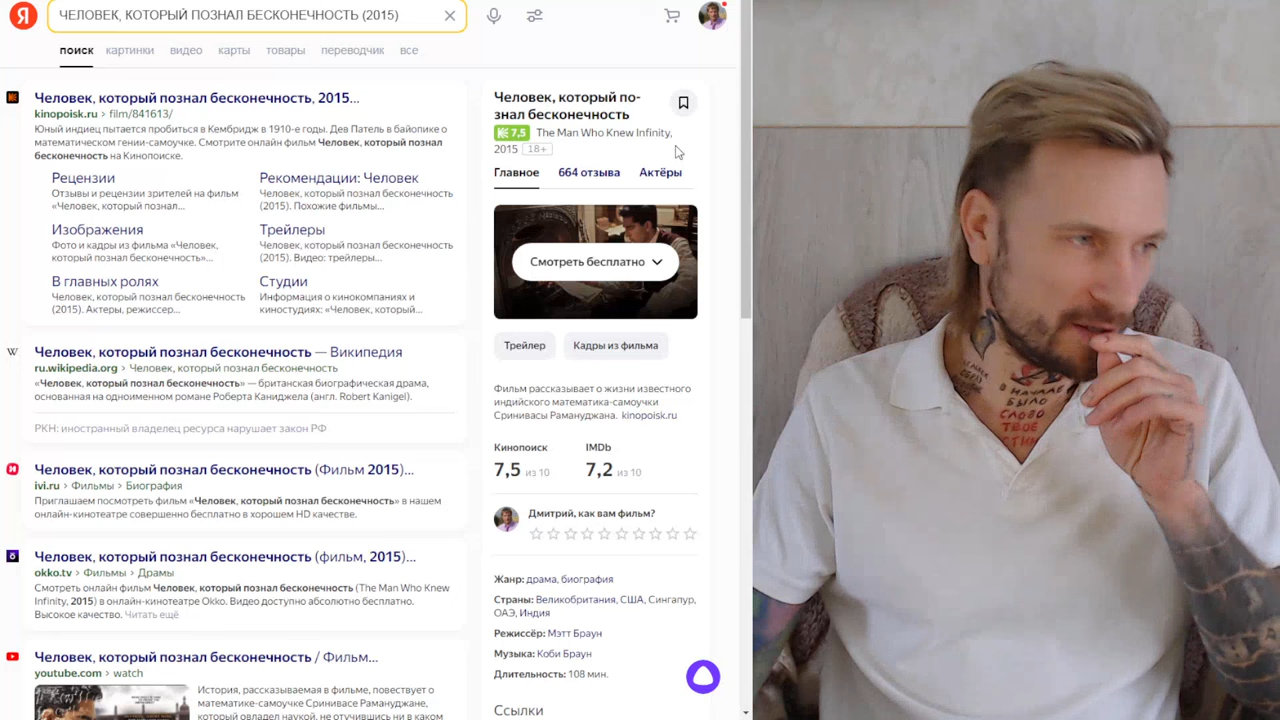 Я
ЧЕЛОВЕК, КОТОРЫЙ ПОЗНАЛ БЕСКОНЕЧНОСТЬ (2015)
поиск
картинки
видео
карты
товары
переводчик
все
Человек, который познал бесконечность, 2015...
kinopoisk.ru › film/841613/
Юный индиец пытается пробиться в Кембридж в 1910-е годы. Дев Патель в байопике о
математическом гении-самоучке. Смотрите онлайн фильм Человек, который познал
бесконечность на Кинопоиске.
Рецензии
Отзывы и рецензии зрителей на фильм
«Человек, который познал...
Рекомендации: Человек
Человек, который познал бесконечность
(2015). Похожие фильмы...
Изображения
Фото и кадры из фильма «Человек,
который познал бесконечность»...
Трейлеры
Человек, который познал бесконечность
(2015). Видео: трейлеры...
В главных ролях
Человек, который познал бесконечность
(2015). Актеры, режиссер...
Студии
Информация о кинокомпаниях и
киностудиях: «Человек, который...
W
Человек, который познал бесконечность — Википедия
ru.wikipedia.org › Человек, который познал бесконечность
«Человек, который познал бесконечность» — британская биографическая драма,
основанная на одноименном романе Роберта Канигела (англ. Robert Kanigel).
РКН: иностранный владелец ресурса нарушает закон РФ
Человек, который познал бесконечность (Фильм 2015)...
ivi.ru › Фильмы › Биография
Приглашаем посмотреть фильм «Человек, который познал бесконечность» в нашем
онлайн-кинотеатре совершенно бесплатно в хорошем HD качестве.
Человек, который познал бесконечность (фильм, 2015)...
okko.tv › Фильмы › Драмы
Смотреть онлайн фильм Человек, который познал бесконечность (The Man Who Knew
Infinity, 2015) в онлайн-кинотеатре Okko. Видео доступно абсолютно бесплатно.
Высокое качество. Читать ещё
Человек, который познал бесконечность / Фильм...
youtube.com › watch
История, рассказываемая в фильме, повествует о
математике-самоучке Сринивасе Рамануджане,
который овладел наукой, не отучившись ни в каком
Человек, который по-
знал бесконечность
7,5 The Man Who Knew Infinity,
2015 18+
Главное
664 отзыва
Актёры
Смотреть бесплатно
Трейлер
Кадры из фильма
Фильм рассказывает о жизни известного
индийского математика-самоучки
Сринивасы Рамануджана. kinopoisk.ru
Кинопоиск
IMDb
7,5 из 10
7,2 из 10
Дмитрий, как вам фильм?
Жанр: драма, биография
Страны: Великобритания, США, Сингапур,
ОАЭ, Индия
Режиссёр: Мэтт Браун
Музыка: Коби Браун
Длительность: 108 мин.
Ссылки
В НАЧАЛЕ
БЫЛО
СЛОВО
ТВОЕ